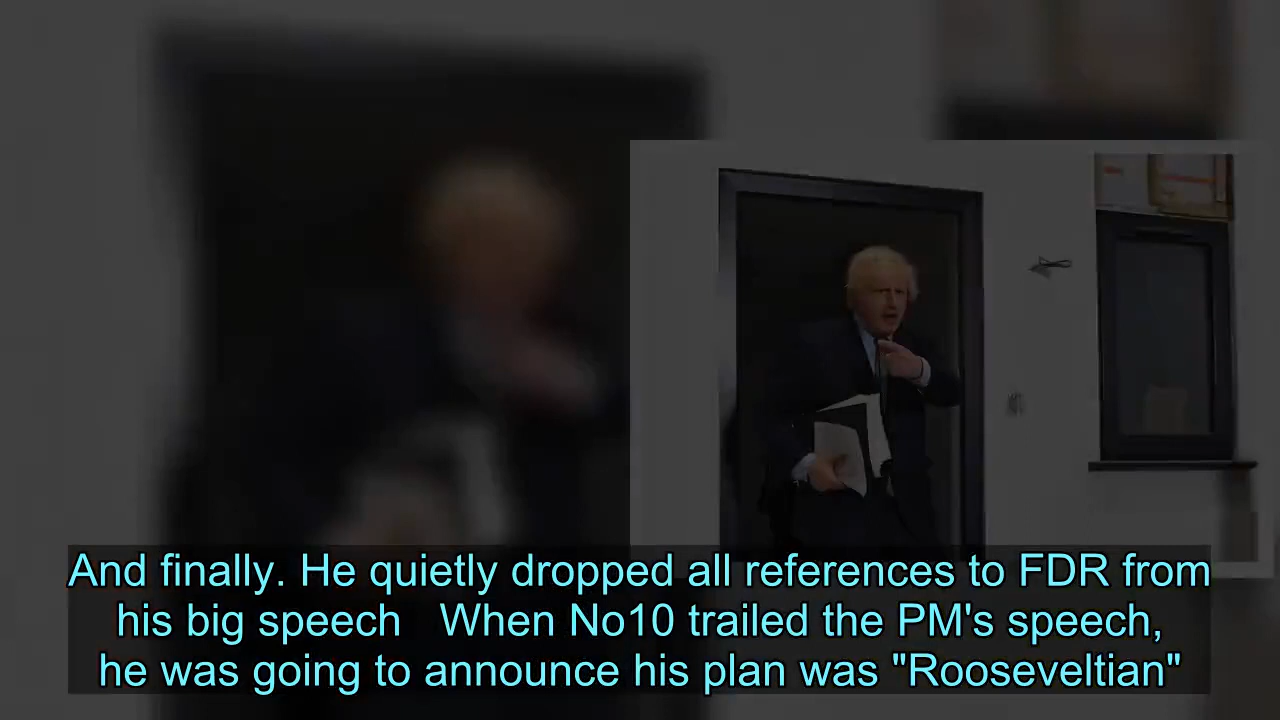 And finally. He quietly dropped all references to FDR from
his big speech   When No10 trailed the PM's speech,
he was going to announce his plan was "Rooseveltian"